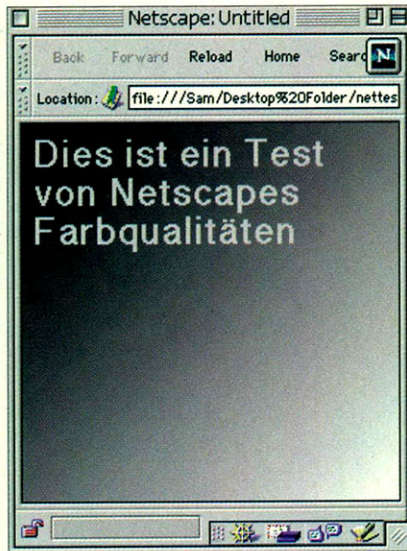 Netscape: Untitled
Back Forward Reload Home Searc N
Location: file:///Sam/Desktop%20Folder/nettes
Dies ist ein Test
von Netscapes
Farbqualitäten